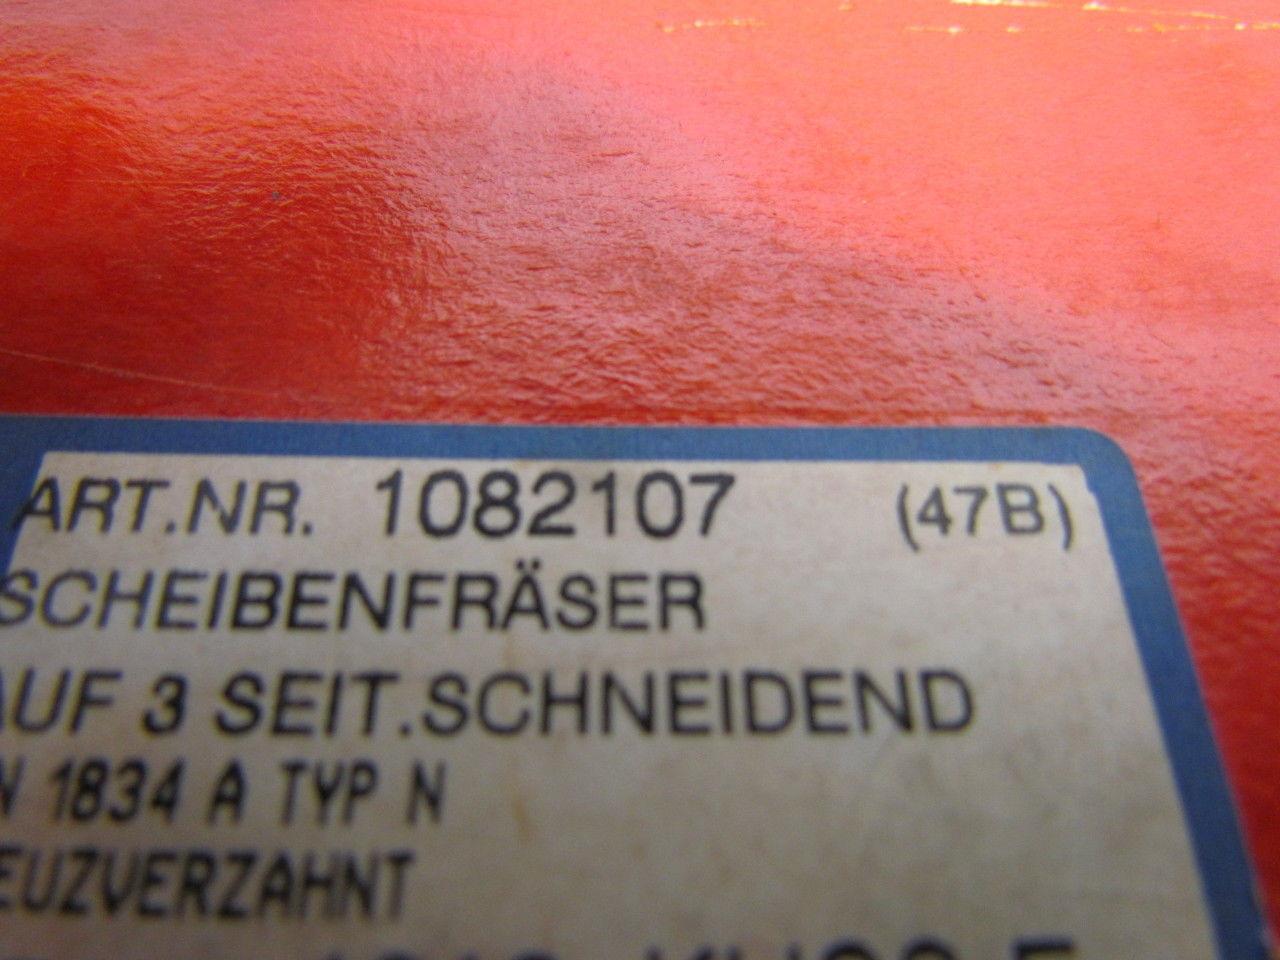 ART.NR. 1082107 (47B)
SCHEIBENFRÄSER
AUF 3 SEIT.SCHNEIDEND
N 1834 A TYP N
EUZVERZAHNT